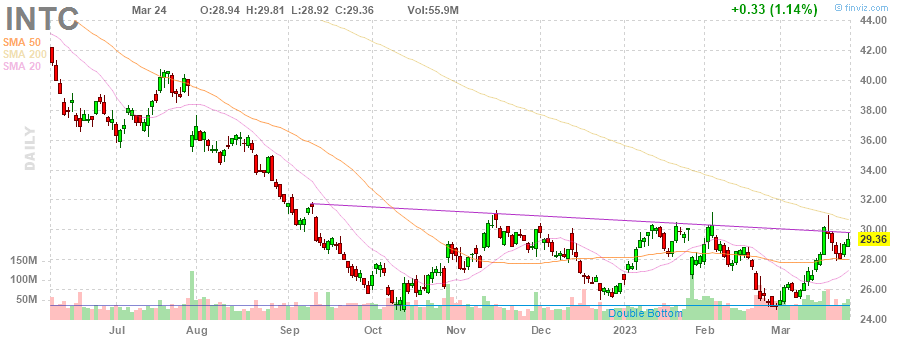 INTC
Mar 24 O:28.94 H:29.81 L:28.92 C:29.36 Vol:55.9M +0.33 (1.14%)
finviz.com
SMA 50
SMA 200
SMA 20
DAILY
44.00
42.00
40.00
38.00
36.00
34.00
32.00
30.00
29.36
28.00
26.00
24.00
150M
100M
50M
Double Bottom
Jul Aug Sep Oct Nov Dec 2023 Feb Mar